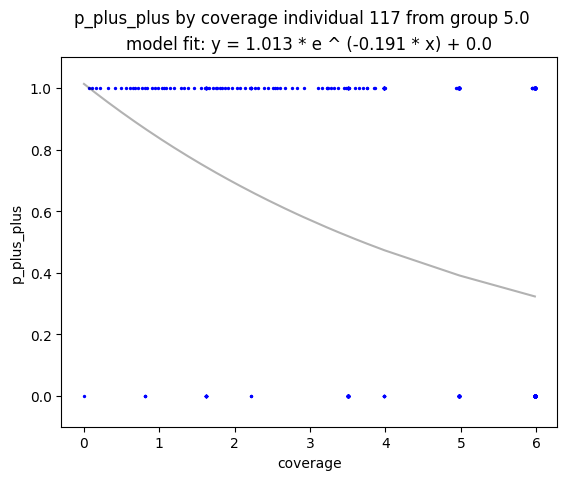 p_plus_plus by coverage individual 117 from group 5.0
model fit: y = 1.013 * e ^ (-0.191 * x) + 0.0
1.0
0.8
0.6
0.4
0.2
0.0
p_plus_plus
0 1 2 3 4 5 6
coverage